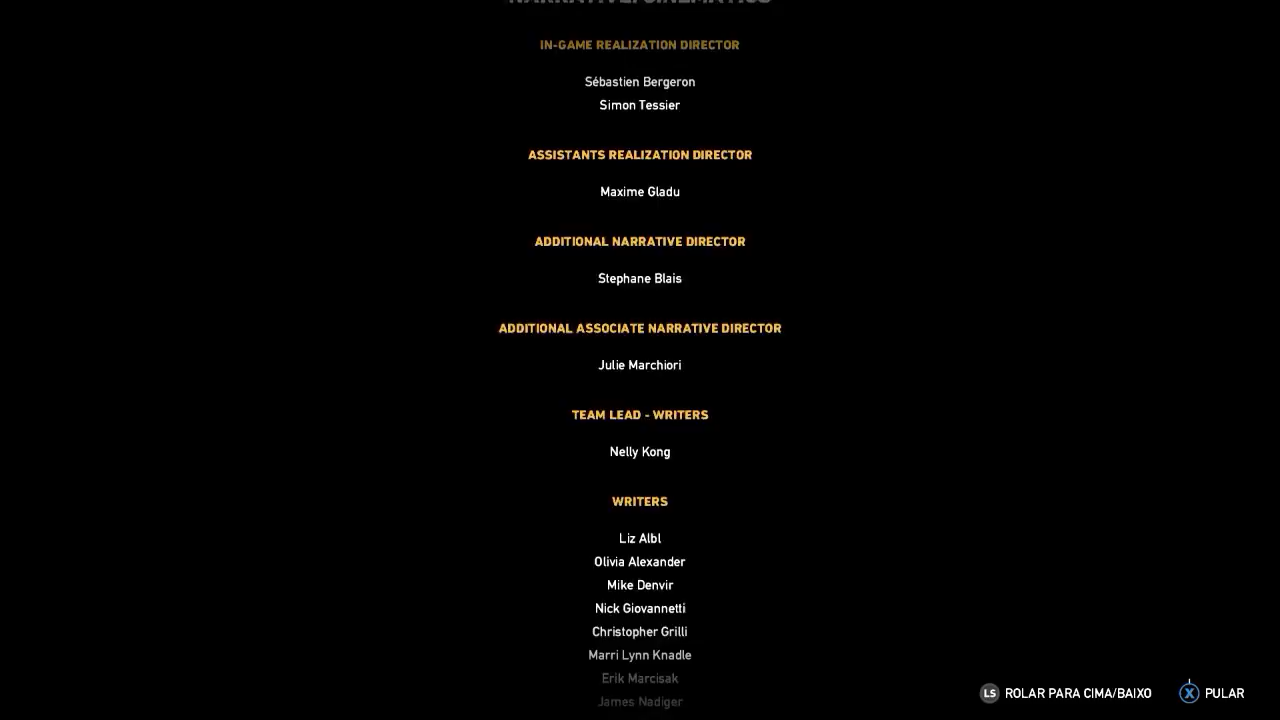 NARRATIVE/CINEMATICS
IN-GAME REALIZATION DIRECTOR
Sébastien Bergeron
Simon Tessier
ASSISTANTS REALIZATION DIRECTOR
Maxime Gladu
ADDITIONAL NARRATIVE DIRECTOR
Stephane Blais
ADDITIONAL ASSOCIATE NARRATIVE DIRECTOR
Julie Marchiori
TEAM LEAD - WRITERS
Nelly Kong
WRITERS
Liz Albl
Olivia Alexander
Mike Denvir
Nick Giovannetti
Christopher Grilli
Marri Lynn Knadle
Erik Marcisak
James Nadiger
LS ROLAR PARA CIMA/BAIXO X PULAR